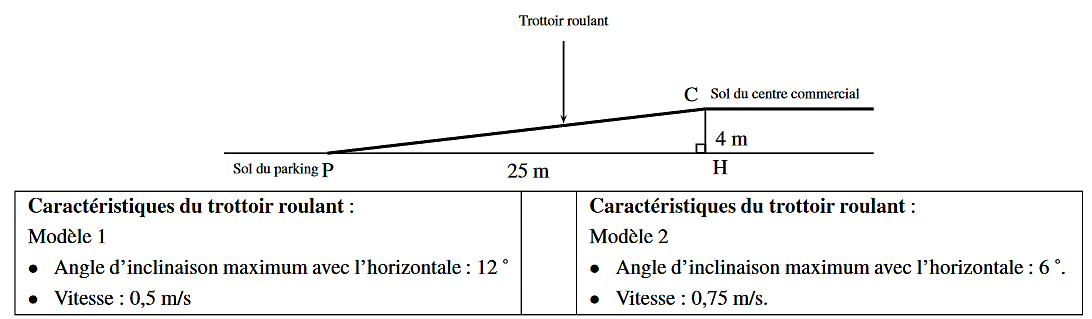 Trottoir roulant
C Sol du centre commercial
4 m
Sol du parking P
25 m
H
Caractéristiques du trottoir roulant :
Modèle 1
● Angle d’inclinaison maximum avec l’horizontale : 12 °
● Vitesse : 0,5 m/s
Caractéristiques du trottoir roulant :
Modèle 2
● Angle d’inclinaison maximum avec l’horizontale : 6 °.
● Vitesse : 0,75 m/s.